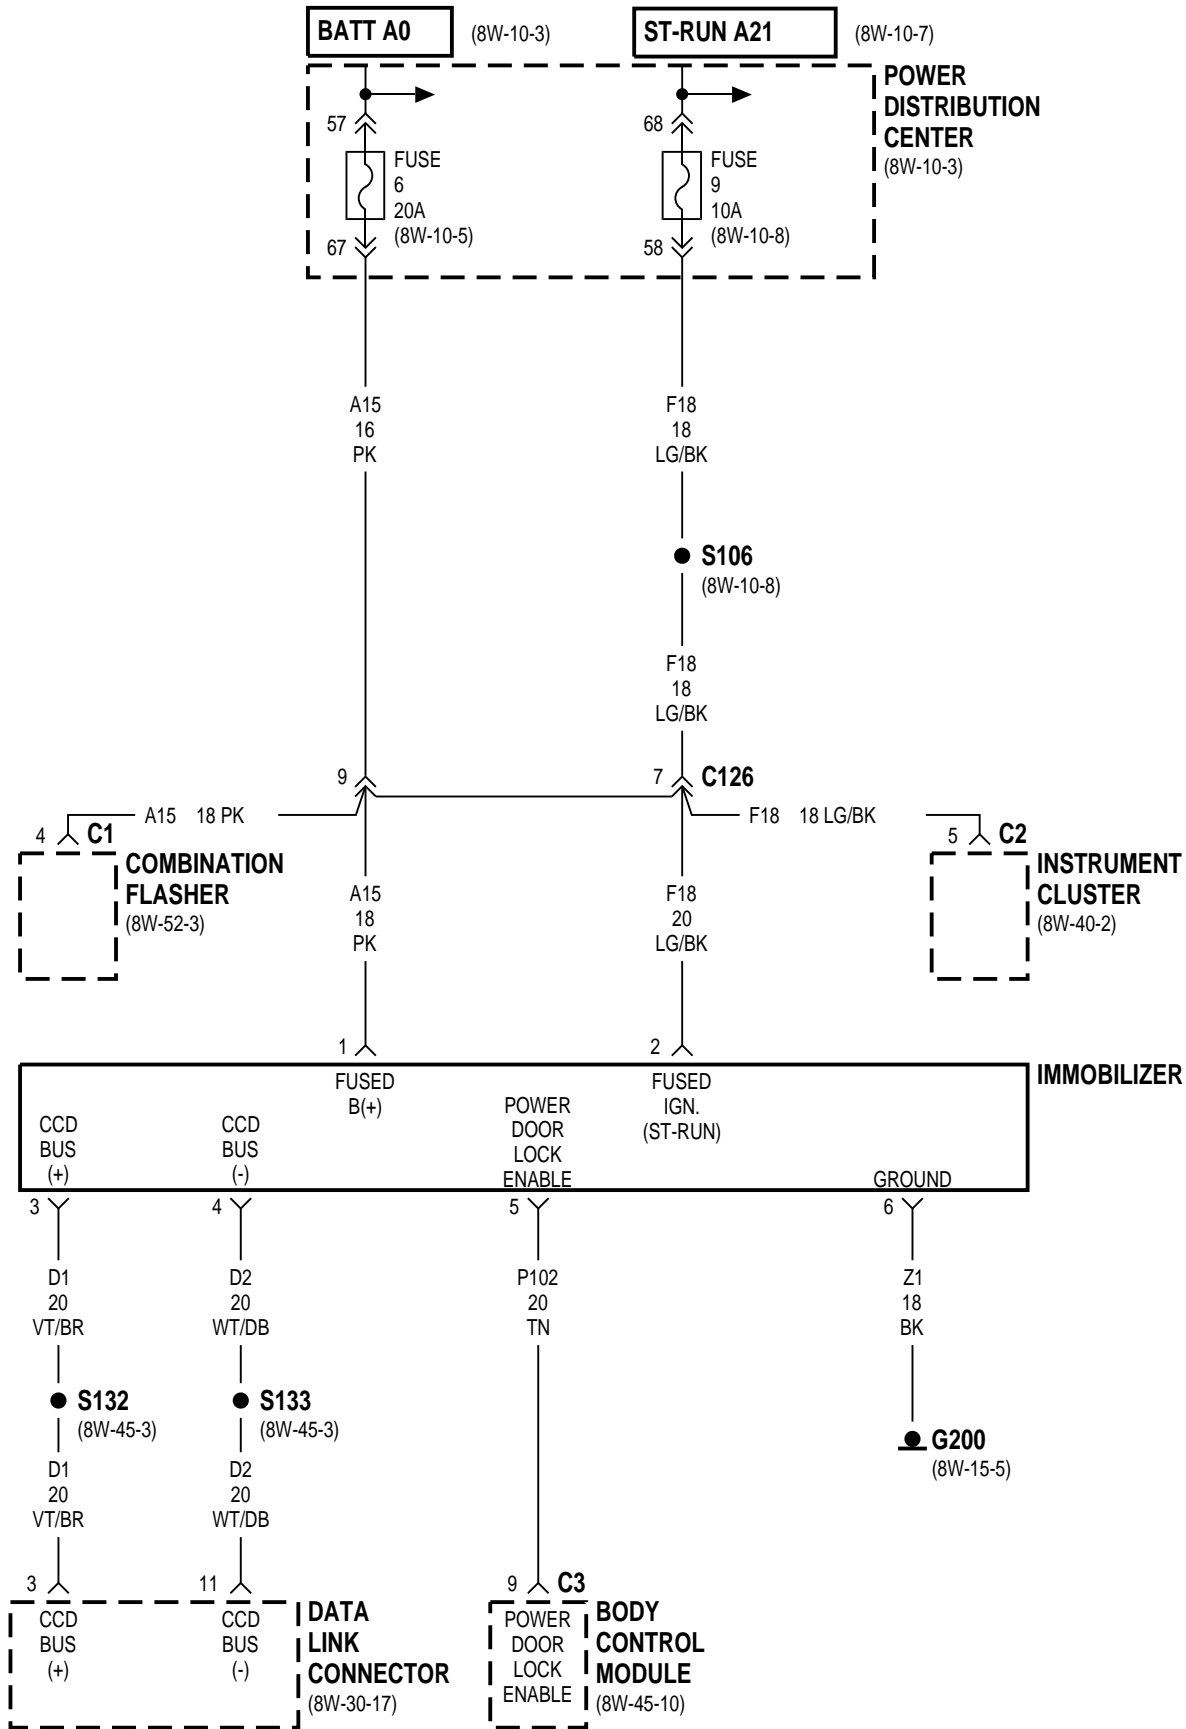 BATT A0 (8W-10-3)
ST-RUN A21 (8W-10-7)
POWER
DISTRIBUTION
CENTER
(8W-10-3)
57
FUSE
6
20A
(8W-10-5)
67
68
FUSE
9
10A
(8W-10-8)
58
A15
16
PK
F18
18
LG/BK
S106
(8W-10-8)
F18
18
LG/BK
9
7 C126
A15 18 PK
F18 18 LG/BK
4 C1
COMBINATION
FLASHER
(8W-52-3)
A15
18
PK
F18
20
LG/BK
5 C2
INSTRUMENT
CLUSTER
(8W-40-2)
1
2
IMMOBILIZER
FUSED
B(+)
FUSED
IGN.
(ST-RUN)
CCD
BUS
(+)
CCD
BUS
(-)
POWER
DOOR
LOCK
ENABLE
GROUND
3
4
5
6
D1
20
VT/BR
D2
20
WT/DB
P102
20
TN
Z1
18
BK
S132
(8W-45-3)
S133
(8W-45-3)
G200
(8W-15-5)
D1
20
VT/BR
D2
20
WT/DB
3
11
9 C3
CCD
BUS
(+)
CCD
BUS
(-)
DATA
LINK
CONNECTOR
(8W-30-17)
POWER
DOOR
LOCK
ENABLE
BODY
CONTROL
MODULE
(8W-45-10)